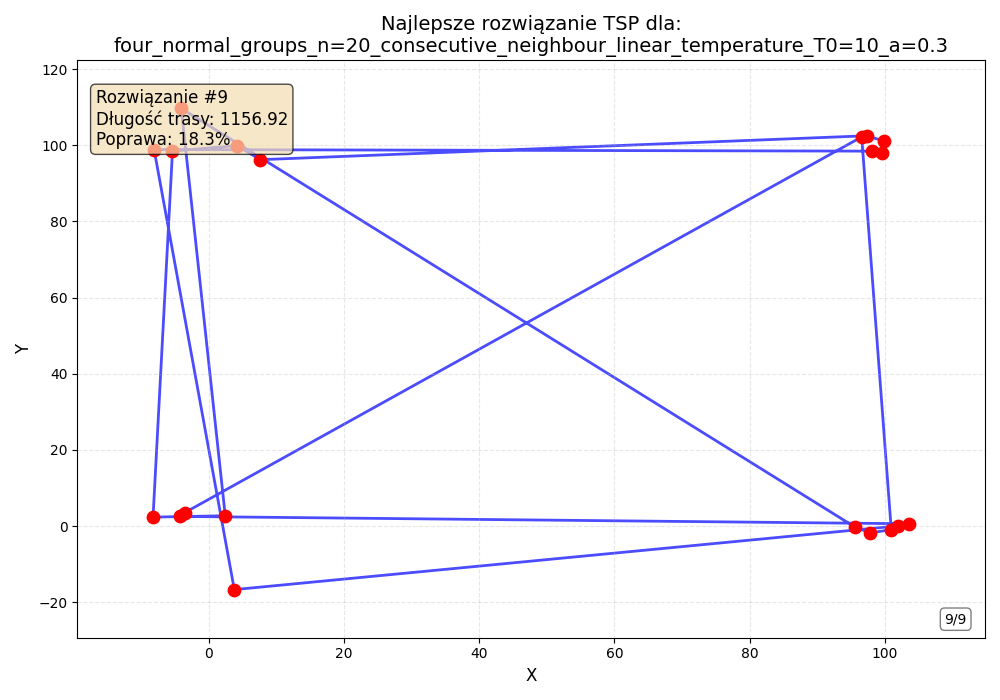 Najlepsze rozwiązanie TSP dla:
four_normal_groups_n=20_consecutive_neighbour_linear_temperature_T0=10_a=0.3
Rozwiązanie #9
Długość trasy: 1156.92
Poprawa: 18.3%
120
100
80
60
40
20
0
−20
Y
0
20
40
60
80
100
X
9/9